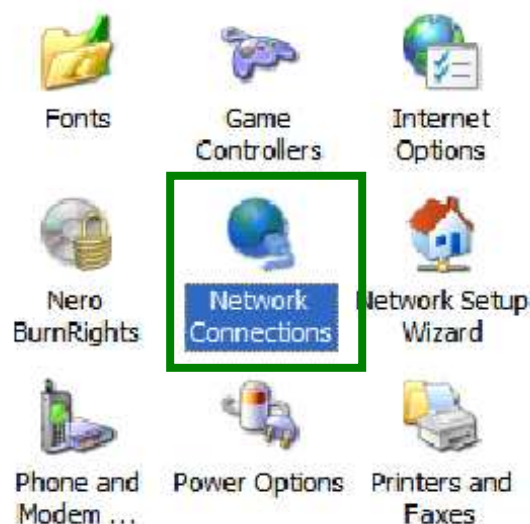 Fonts
Game
Controllers
Internet
Options
Nero
BurnRights
Network
Connections
Network Setup
Wizard
Phone and
Modem ...
Power Options
Printers and
Faxes